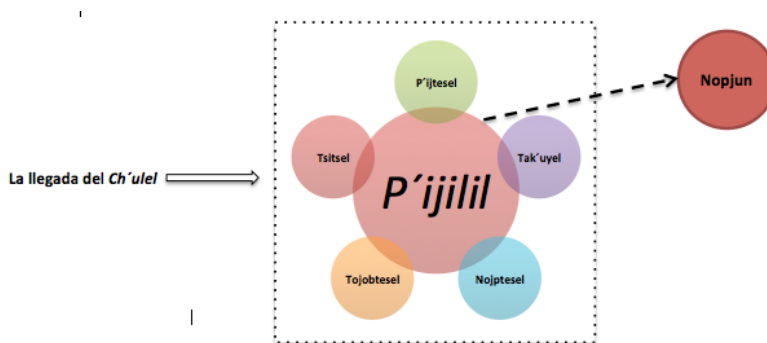 P´ijtesel
Nopjun
Tsitsel
Tak´uyel
La llegada del Ch´ulel
P´ijilil
Tojobtesel
Nojptesel